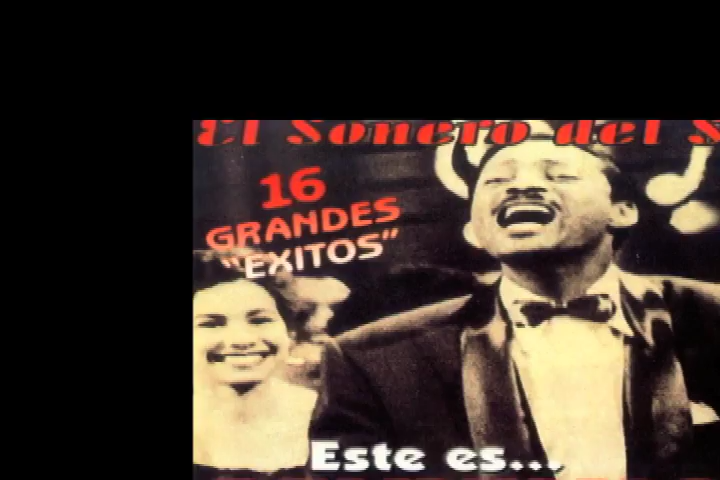 El Sonero del S
16
GRANDES
"EXITOS"
Este es...